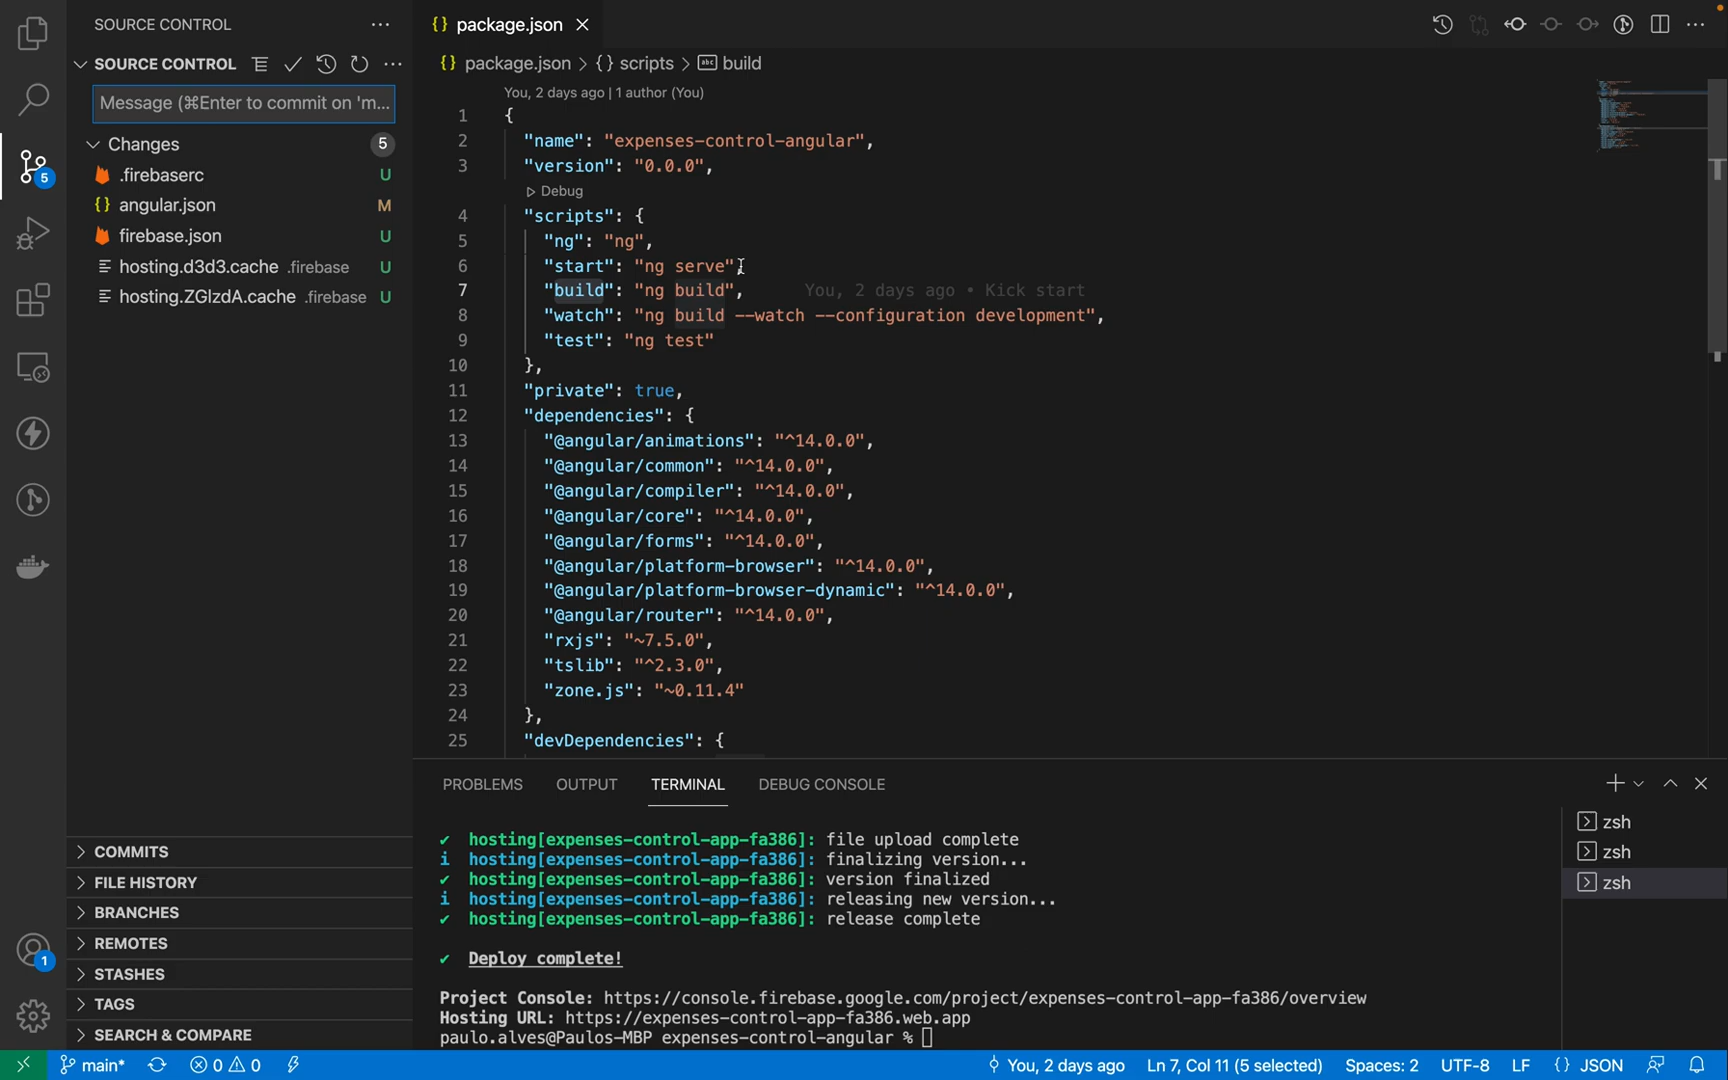 SOURCE CONTROL
SOURCE CONTROL
Message (⌘Enter to commit on 'm...
Changes 5
.firebaserc U
angular.json M
firebase.json U
hosting.d3d3.cache .firebase U
hosting.ZGlzdA.cache .firebase U
5
1
COMMITS
FILE HISTORY
BRANCHES
REMOTES
STASHES
TAGS
SEARCH & COMPARE
package.json
package.json > {} scripts > build
You, 2 days ago | 1 author (You)
1 {
2 "name": "expenses-control-angular",
3 "version": "0.0.0",
Debug
4 "scripts": {
5 "ng": "ng",
6 "start": "ng serve",
7 "build": "ng build", You, 2 days ago • Kick start
8 "watch": "ng build --watch --configuration development",
9 "test": "ng test"
10 },
11 "private": true,
12 "dependencies": {
13 "@angular/animations": "^14.0.0",
14 "@angular/common": "^14.0.0",
15 "@angular/compiler": "^14.0.0",
16 "@angular/core": "^14.0.0",
17 "@angular/forms": "^14.0.0",
18 "@angular/platform-browser": "^14.0.0",
19 "@angular/platform-browser-dynamic": "^14.0.0",
20 "@angular/router": "^14.0.0",
21 "rxjs": "~7.5.0",
22 "tslib": "^2.3.0",
23 "zone.js": "~0.11.4"
24 },
25 "devDependencies": {
PROBLEMS OUTPUT TERMINAL DEBUG CONSOLE
✔ hosting[expenses-control-app-fa386]: file upload complete
i hosting[expenses-control-app-fa386]: finalizing version...
✔ hosting[expenses-control-app-fa386]: version finalized
i hosting[expenses-control-app-fa386]: releasing new version...
✔ hosting[expenses-control-app-fa386]: release complete
✔ Deploy complete!
Project Console: https://console.firebase.google.com/project/expenses-control-app-fa386/overview
Hosting URL: https://expenses-control-app-fa386.web.app
paulo.alves@Paulos-MBP expenses-control-angular %
zsh
zsh
zsh
main* 0 0 You, 2 days ago Ln 7, Col 11 (5 selected) Spaces: 2 UTF-8 LF {} JSON